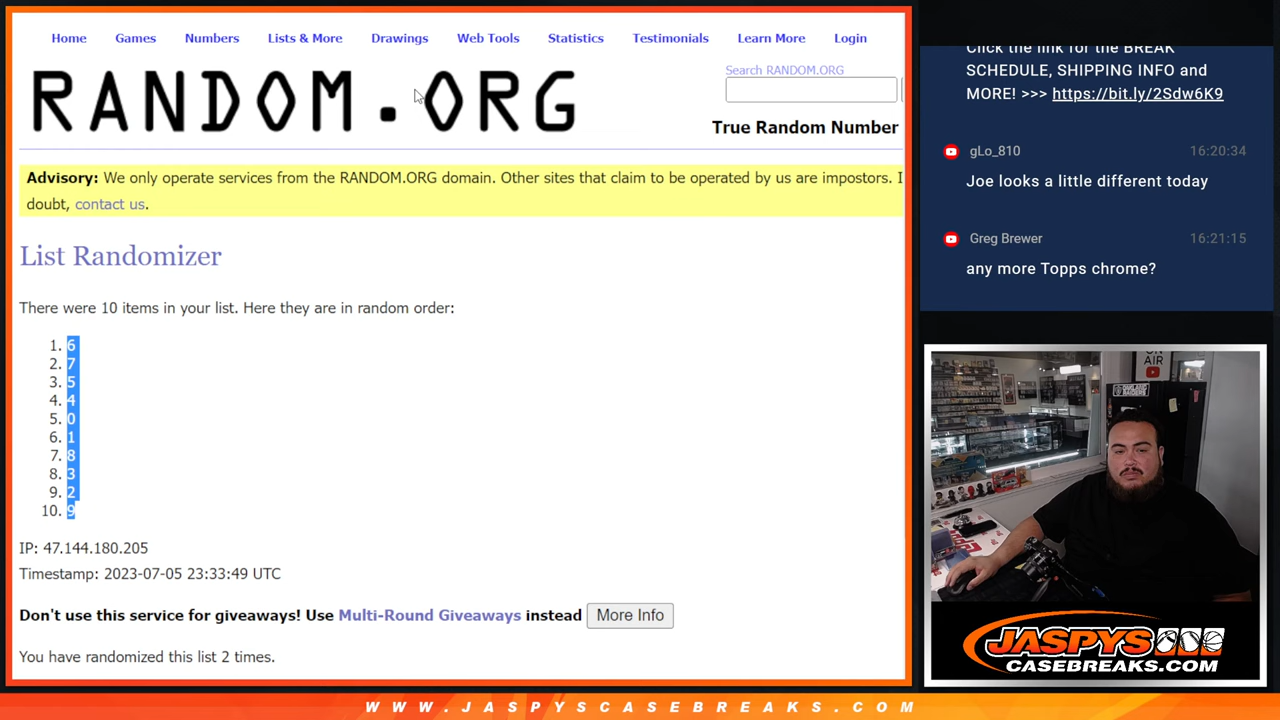 Home Games Numbers Lists & More Drawings Web Tools Statistics Testimonials Learn More Login
Search RANDOM.ORG
RANDOM.ORG
True Random Number
Advisory: We only operate services from the RANDOM.ORG domain. Other sites that claim to be operated by us are impostors. I
doubt, contact us.
List Randomizer
There were 10 items in your list. Here they are in random order:
1. 6
2. 7
3. 5
4. 4
5. 0
6. 1
7. 8
8. 3
9. 2
10. 9
IP: 47.144.180.205
Timestamp: 2023-07-05 23:33:49 UTC
Don't use this service for giveaways! Use Multi-Round Giveaways instead More Info
You have randomized this list 2 times.
Click the link for the BREAK
SCHEDULE, SHIPPING INFO and
MORE! >>> https://bit.ly/2Sdw6K9
gLo_810 16:20:34
Joe looks a little different today
Greg Brewer 16:21:15
any more Topps chrome?
ON
AIR
JASPYS
CASEBREAKS.COM
WWW.JASPYSCASEBREAKS.COM